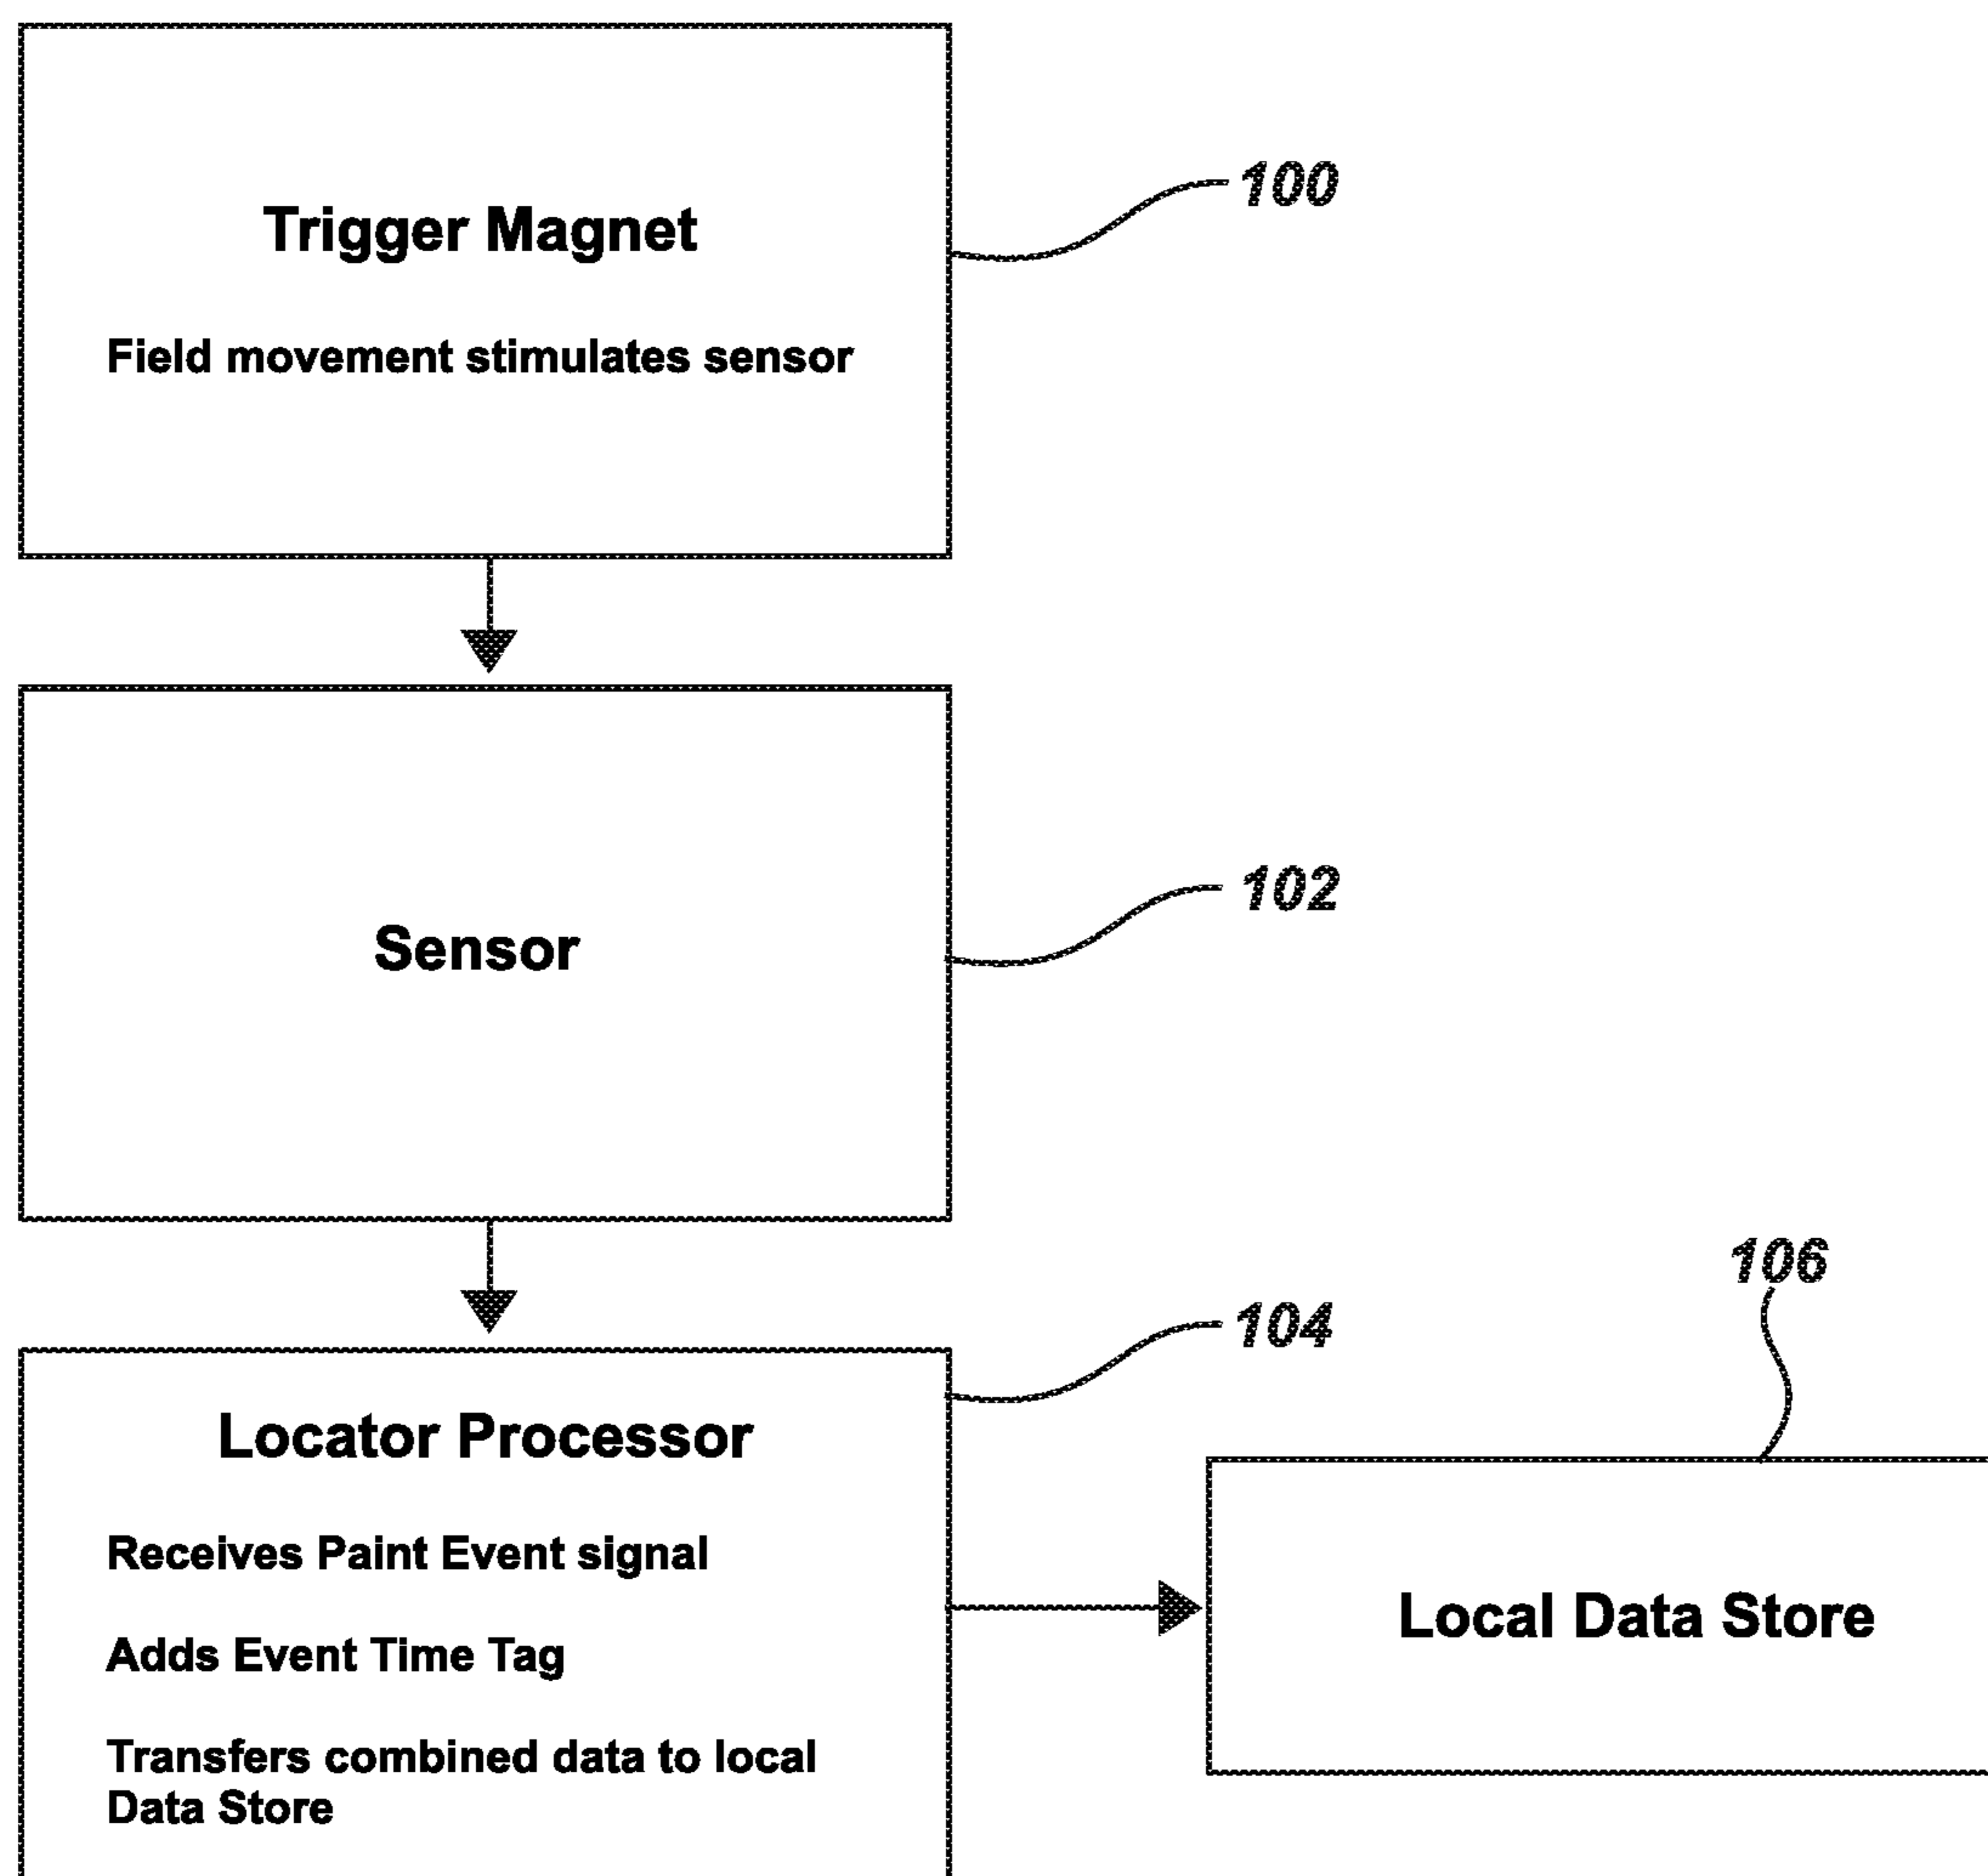 Trigger Magnet
100
Field movement stimulates sensor
Sensor
102
106
104
Locator Processor
Receives Paint Event signal
Adds Event Time Tag
Local Data Store
Transfers combined data to local
Data Store